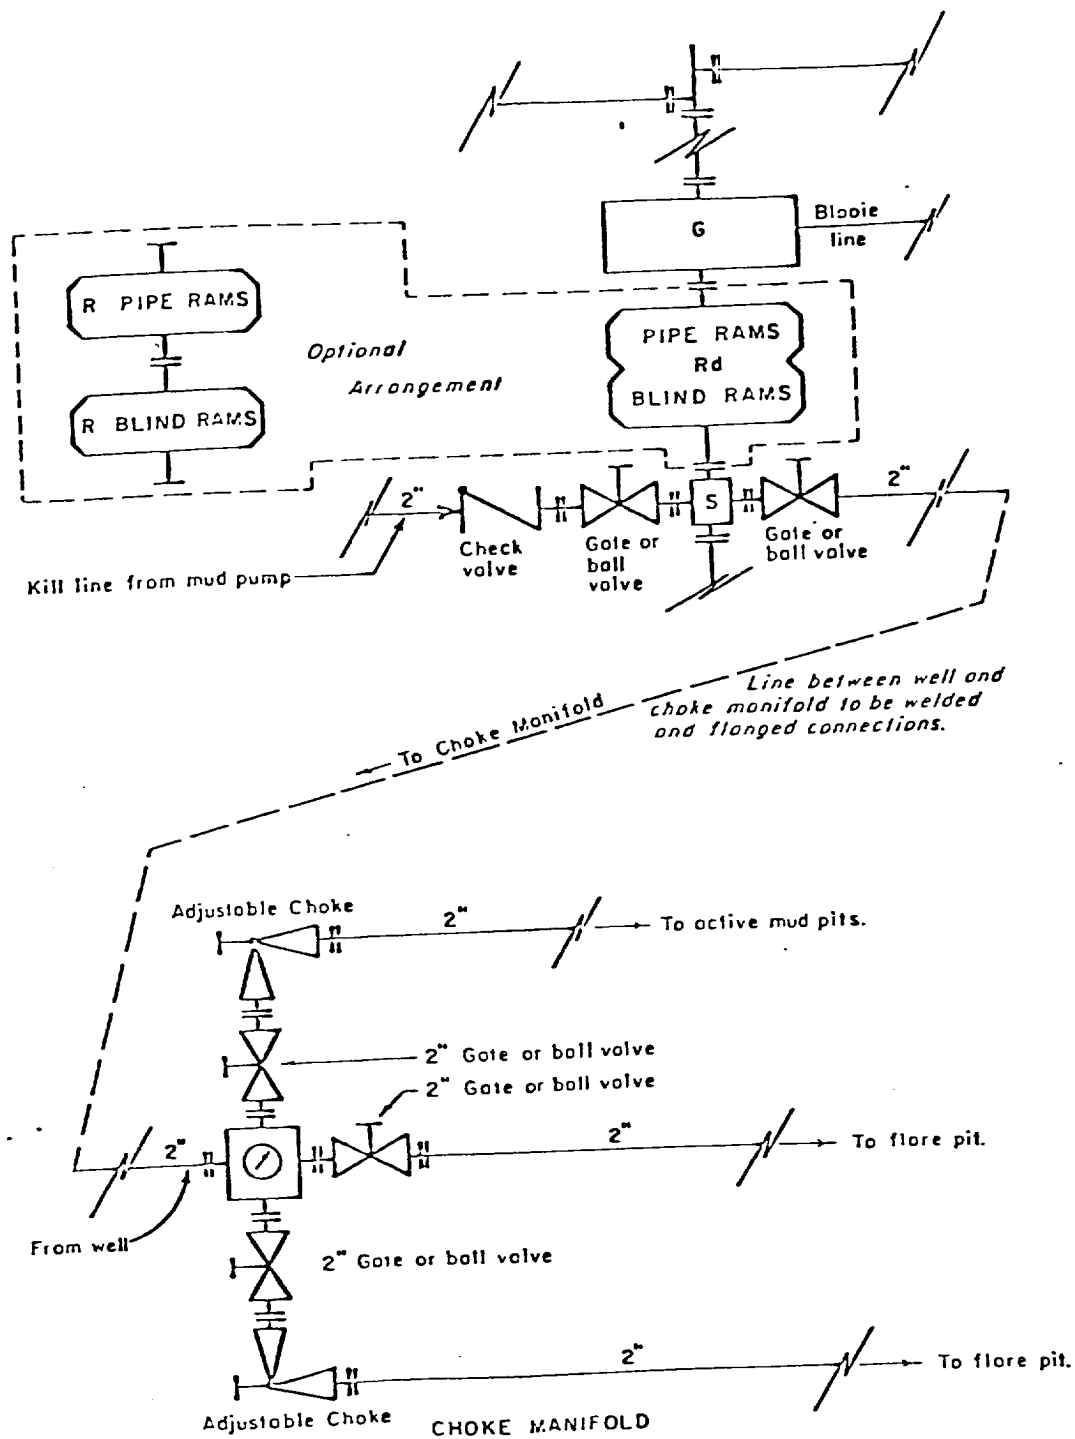 G
Blooie
line
R PIPE RAMS
Optional
Arrangement
PIPE RAMS
Rd
BLIND RAMS
R BLIND RAMS
2"
S
2"
Check
valve
Gate or
ball
valve
Gate or
ball valve
Kill line from mud pump
Line between well and
choke manifold to be welded
and flanged connections.
To Choke Manifold
Adjustable Choke
2"
To active mud pits.
2" Gate or ball valve
2" Gate or ball valve
2"
2"
To flare pit.
From well
2" Gate or ball valve
2"
To flare pit.
Adjustable Choke
CHOKE MANIFOLD